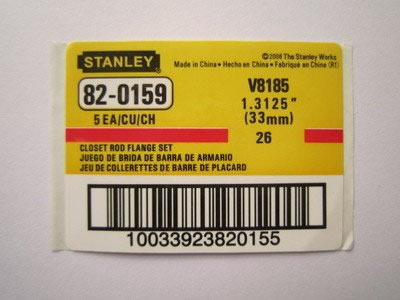 STANLEY
©2006 The Stanley Works
Made in China • Hecho en China • Fabriqué en Chine (R1)
82-0159
V8185
5 EA/CU/CH
1.3125"
(33mm)
26
CLOSET ROD FLANGE SET
JUEGO DE BRIDA DE BARRA DE ARMARIO
JEU DE COLLERETTES DE BARRE DE PLACARD
10033923820155